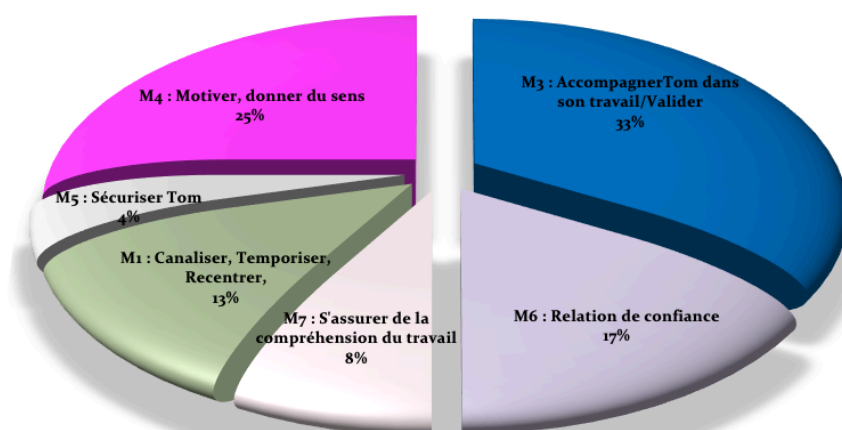 M4 : Motiver, donner du sens
25%
M3 : AccompagnerTom dans
son travail/Valider
33%
M5 : Sécuriser Tom
4%
M1 : Canaliser, Temporiser,
Recentrer,
13%
M7 : S'assurer de la
compréhension du travail
8%
M6 : Relation de confiance
17%